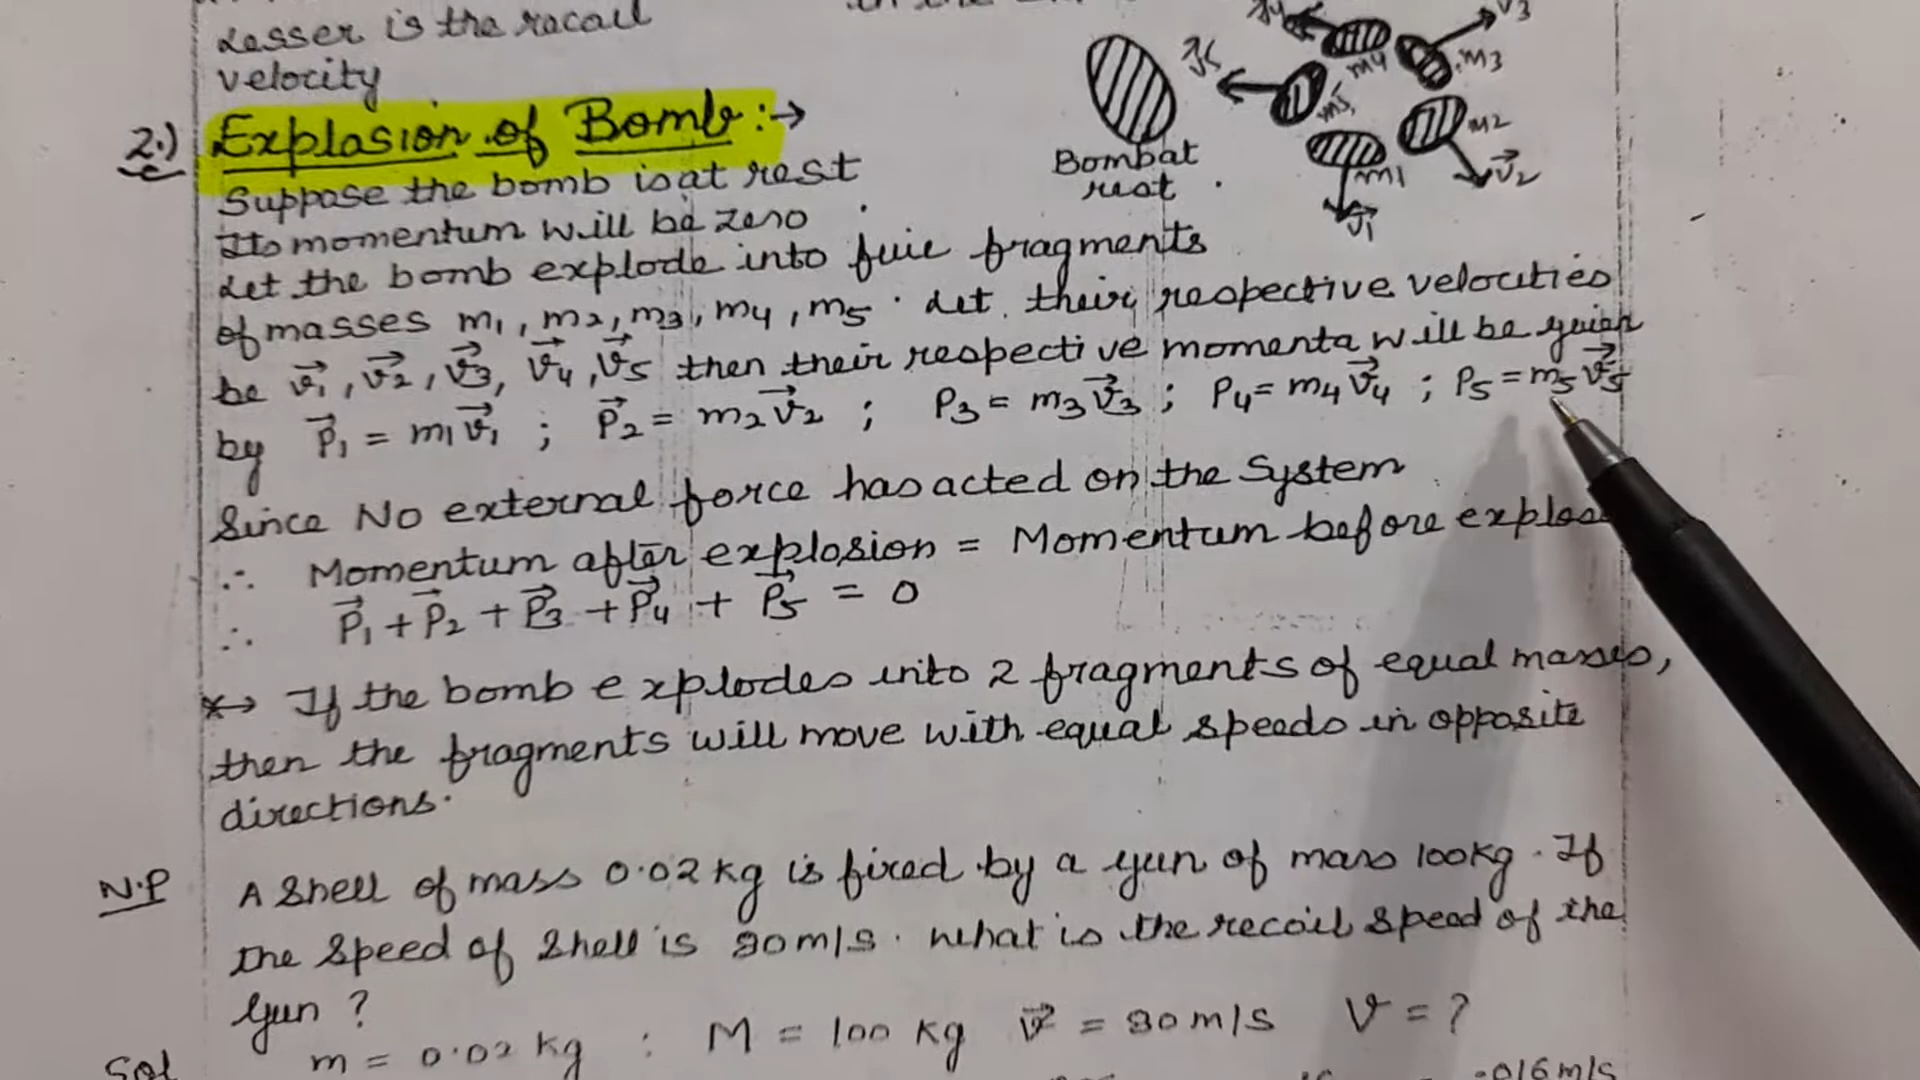 Lesser is the recoil
velocity
2.) Explosion of Bomb :→
Suppose the bomb is at rest
Its momentum will be zero
Let the bomb explode into five fragments
of masses m1, m2, m3, m4, m5. Let their respective velocities
be v⃗1, v⃗2, v⃗3, v⃗4, v⃗5 then their respective momenta will be given
by P⃗1 = m1v⃗1 ; P⃗2 = m2v⃗2 ; P3 = m3v⃗3 ; P4 = m4v⃗4 ; P5 = m5v⃗5
Since No external force has acted on the System
∴ Momentum after explosion = Momentum before explos
∴ P⃗1 + P⃗2 + P⃗3 + P⃗4 + P⃗5 = 0
*→ If the bomb explodes into 2 fragments of equal masses,
then the fragments will move with equal speeds in opposite
directions.
N.P A Shell of mass 0.02 kg is fired by a gun of mass 100kg. If
the Speed of Shell is 80m/s. What is the recoil speed of the
Gun ?
Sol m = 0.02 kg : M = 100 kg v⃗ = 80m/s V = ?
.016m/s
Bomb at
rest
v⃗5
m5
m4
v3
m3
m2
v⃗2
m1
v⃗1